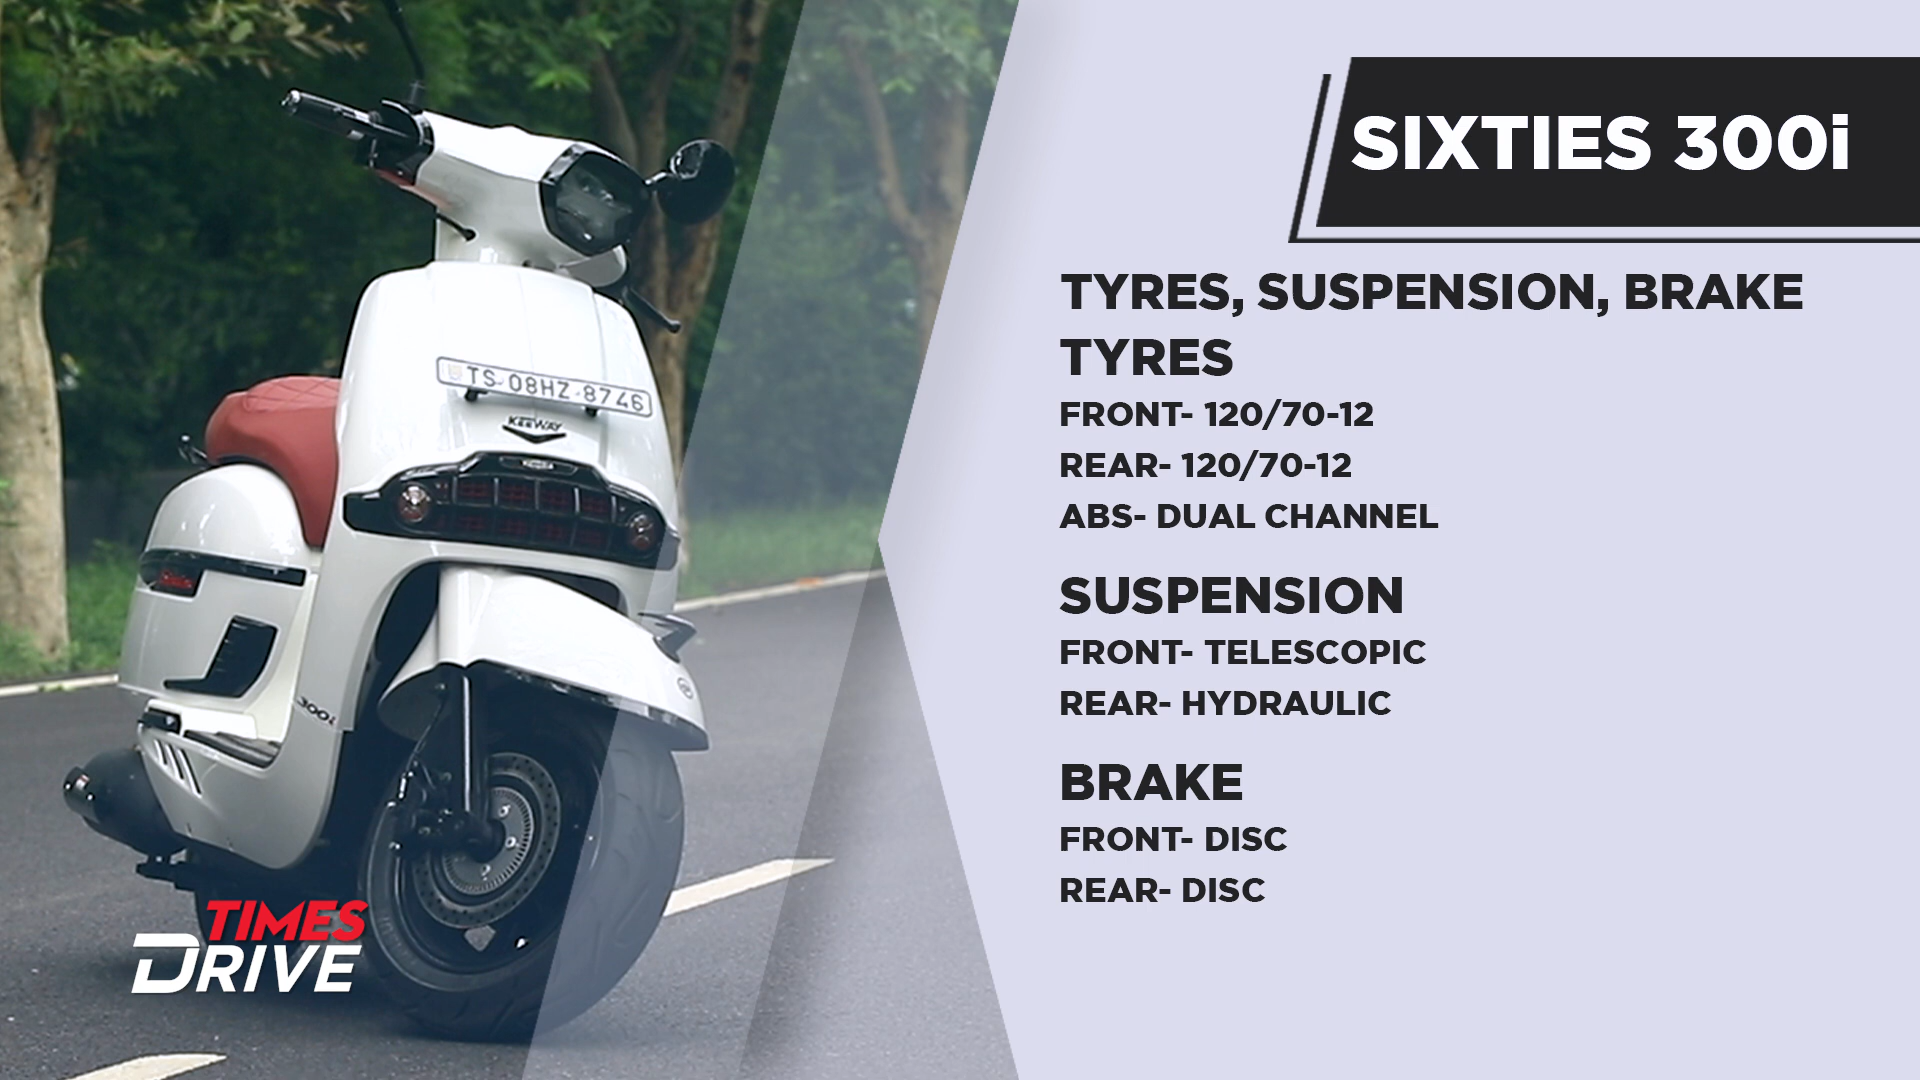 SIXTIES 300i
TYRES, SUSPENSION, BRAKE
TYRES
FRONT- 120/70-12
REAR- 120/70-12
ABS- DUAL CHANNEL
SUSPENSION
FRONT- TELESCOPIC
REAR- HYDRAULIC
BRAKE
FRONT- DISC
REAR- DISC
TS 08HZ 8746
KEEWAY
300i
TIMES
DRIVE